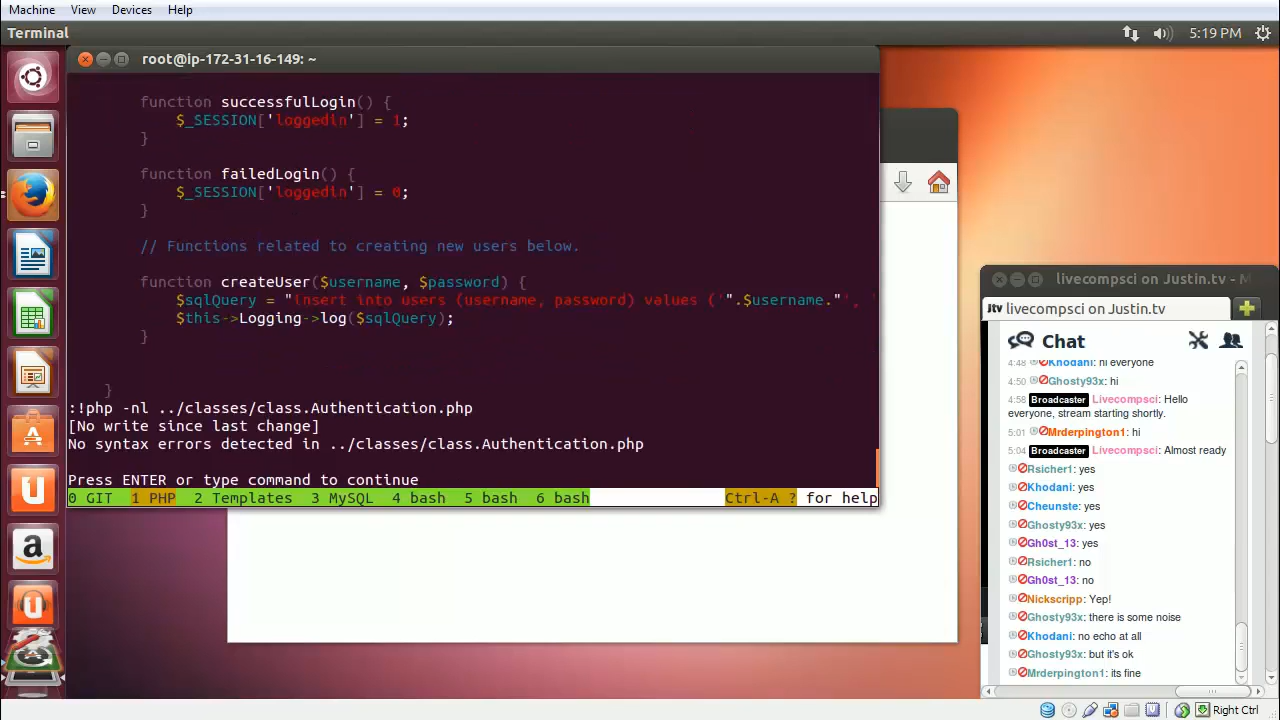 Machine View Devices Help
Terminal
5:19 PM
root@ip-172-31-16-149: ~
function successfulLogin() {
$_SESSION['loggedin'] = 1;
}
function failedLogin() {
$_SESSION['loggedin'] = 0;
}
// Functions related to creating new users below.
function createUser($username, $password) {
$sqlQuery = "insert into users (username, password) values ('".$username."', '
$this->Logging->log($sqlQuery);
}
}
:!php -nl ../classes/class.Authentication.php
[No write since last change]
No syntax errors detected in ../classes/class.Authentication.php
Press ENTER or type command to continue
0 GIT 1 PHP 2 Templates 3 MySQL 4 bash 5 bash 6 bash Ctrl-A ? for help
livecompsci on Justin.tv - M
jtv livecompsci on Justin.tv
Chat
4:48 Khodani: hi everyone
4:50 Ghosty93x: hi
4:58 Broadcaster Livecompsci: Hello
everyone, stream starting shortly.
5:01 Mrderpington1: hi
5:04 Broadcaster Livecompsci: Almost ready
Rsicher1: yes
Khodani: yes
Cheunste: yes
Ghosty93x: yes
Gh0st_13: yes
Rsicher1: no
Gh0st_13: no
Nickscripp: Yep!
Ghosty93x: there is some noise
Khodani: no echo at all
Ghosty93x: but it's ok
Mrderpington1: its fine
Right Ctrl